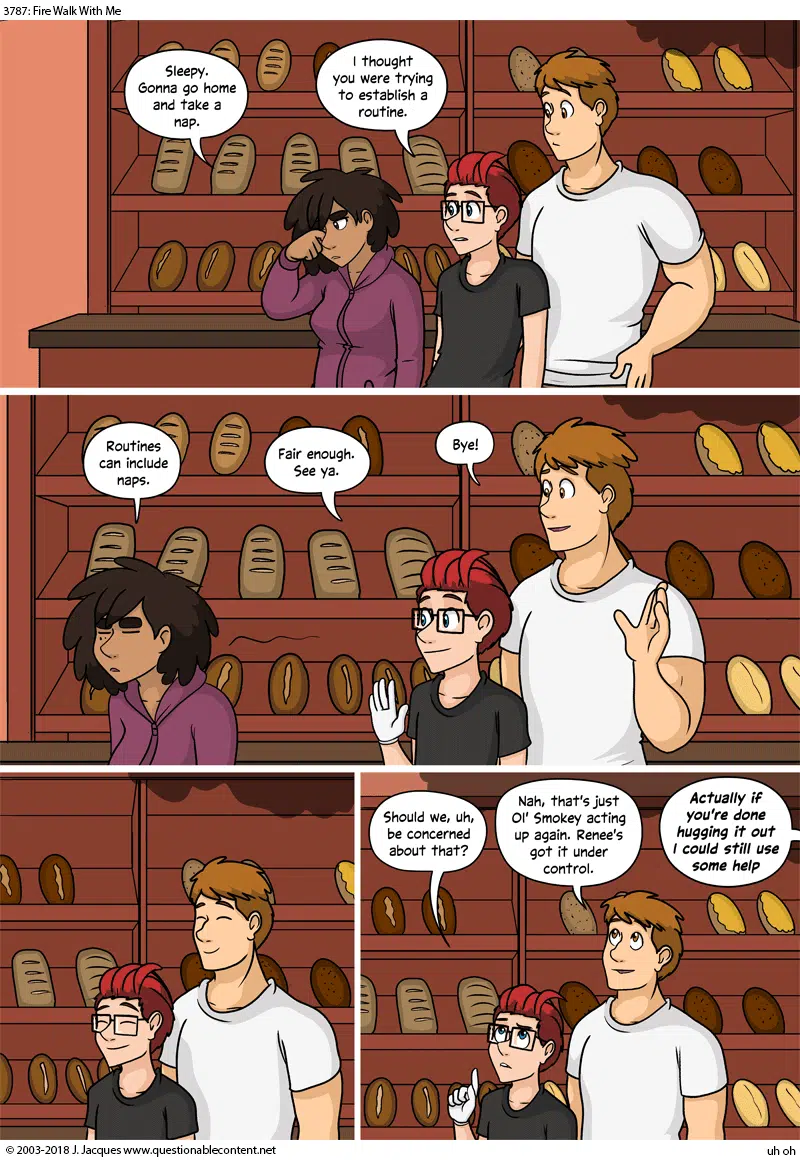 3787: Fire Walk With Me
Sleepy.
Gonna go home
and take a
nap.
I thought
you were trying
to establish a
routine.
Routines
can include
naps.
Fair enough.
See ya.
Bye!
Should we, uh,
be concerned
about that?
Nah, that's just
Ol' Smokey acting
up again. Renee's
got it under
control.
Actually if
you're done
hugging it out
I could still use
some help
© 2003-2018 J. Jacques www.questionablecontent.net
uh oh